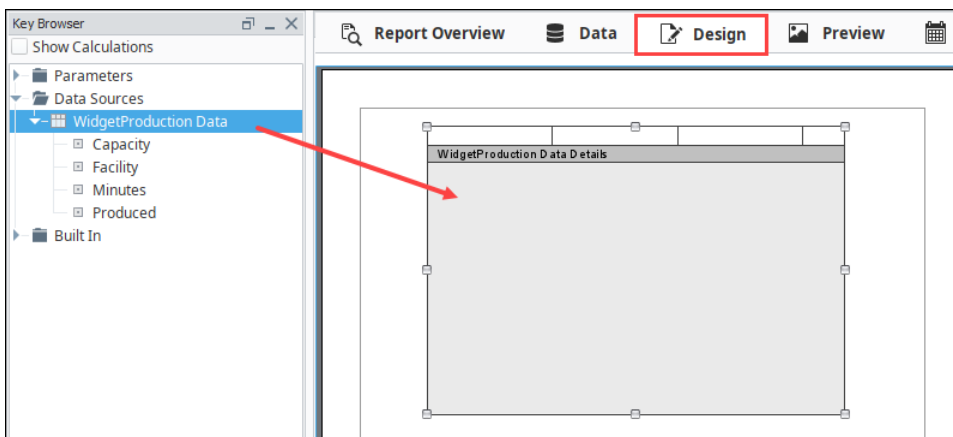 Key Browser
Show Calculations
Parameters
Data Sources
WidgetProduction Data
Capacity
Facility
Minutes
Produced
Built In
Report Overview Data Design Preview
WidgetProduction Data Details